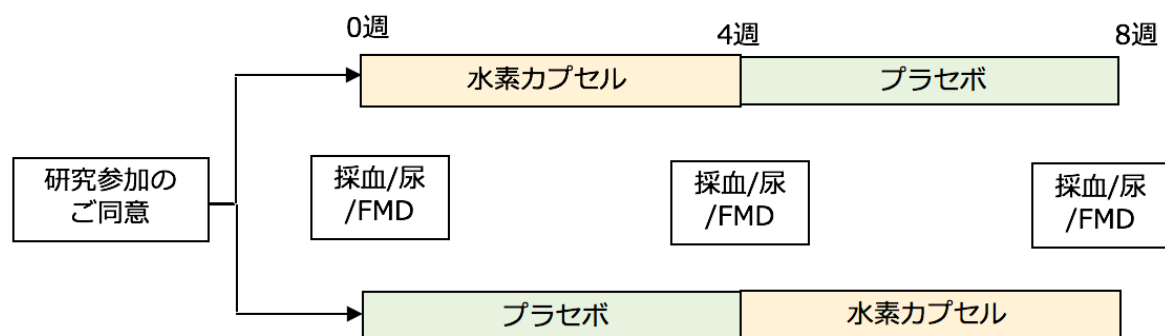 0週
4週
8週
水素カプセル
プラセボ
研究参加の
ご同意
採血/尿
/FMD
採血/尿
/FMD
採血/尿
/FMD
プラセボ
水素カプセル